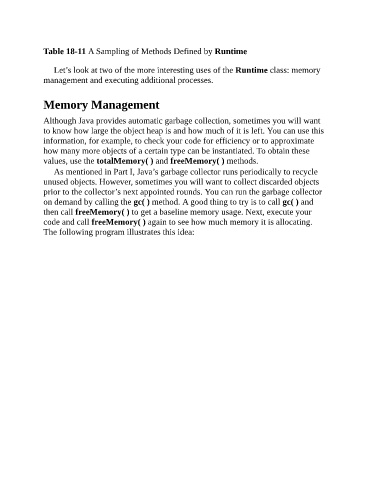 Table 18-11 A Sampling of Methods Defined by Runtime
Let’s look at two of the more interesting uses of the Runtime class: memory
management and executing additional processes.
Memory Management
Although Java provides automatic garbage collection, sometimes you will want
to know how large the object heap is and how much of it is left. You can use this
information, for example, to check your code for efficiency or to approximate
how many more objects of a certain type can be instantiated. To obtain these
values, use the totalMemory( ) and freeMemory( ) methods.
As mentioned in Part I, Java’s garbage collector runs periodically to recycle
unused objects. However, sometimes you will want to collect discarded objects
prior to the collector’s next appointed rounds. You can run the garbage collector
on demand by calling the gc( ) method. A good thing to try is to call gc( ) and
then call freeMemory( ) to get a baseline memory usage. Next, execute your
code and call freeMemory( ) again to see how much memory it is allocating.
The following program illustrates this idea: